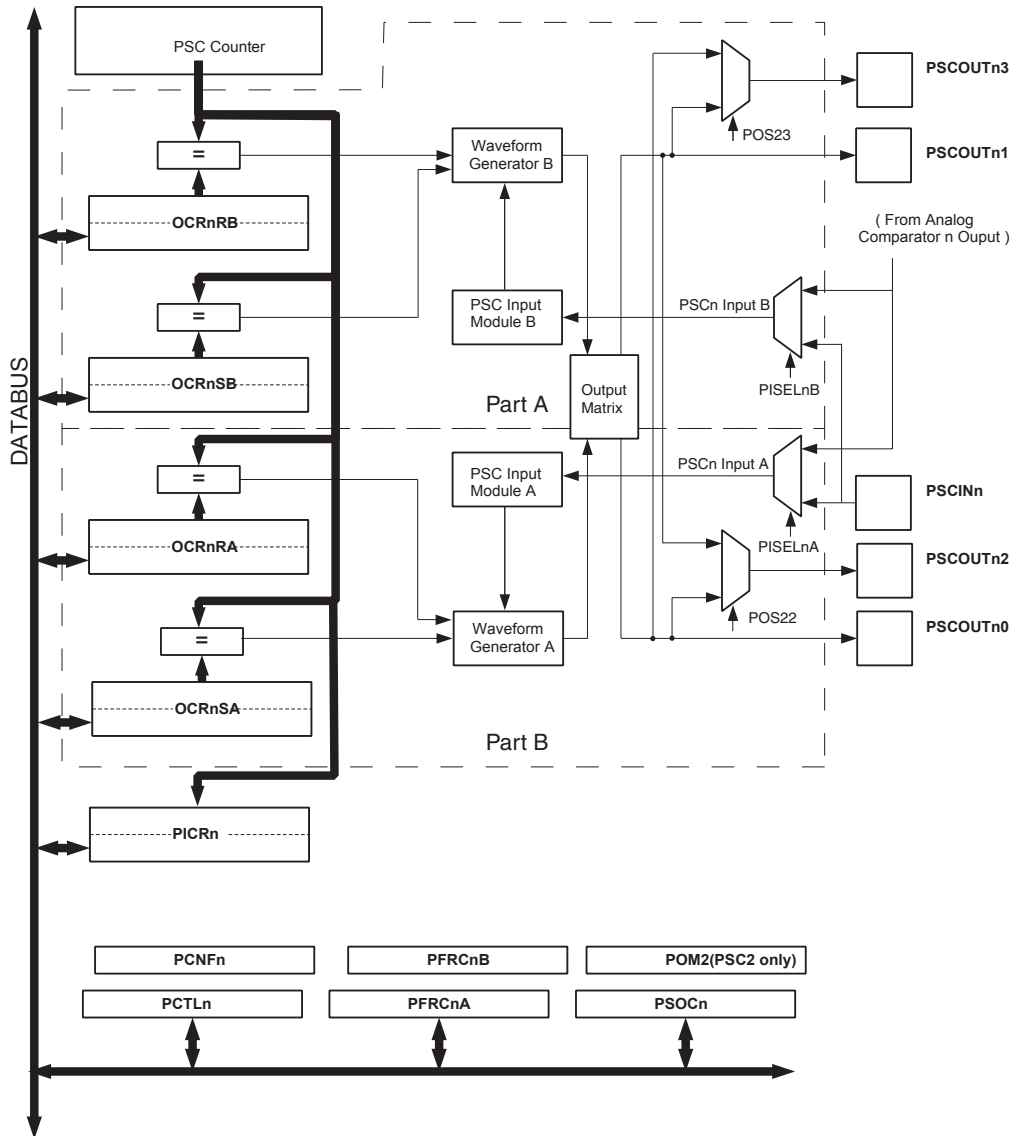 PSC Counter
PSCOUTn3
POS23
=
Waveform
Generator B
PSCOUTn1
OCRnRB
( From Analog
Comparator n Ouput )
=
PSC Input
Module B
PSCn Input B
OCRnSB
Output
Matrix
PISELnB
Part A
DATABUS
=
PSC Input
Module A
PSCn Input A
PSCINn
OCRnRA
PISELnA
PSCOUTn2
=
Waveform
Generator A
POS22
PSCOUTn0
OCRnSA
Part B
PICRn
PCNFn
PFRCnB
POM2(PSC2 only)
PCTLn
PFRCnA
PSOCn